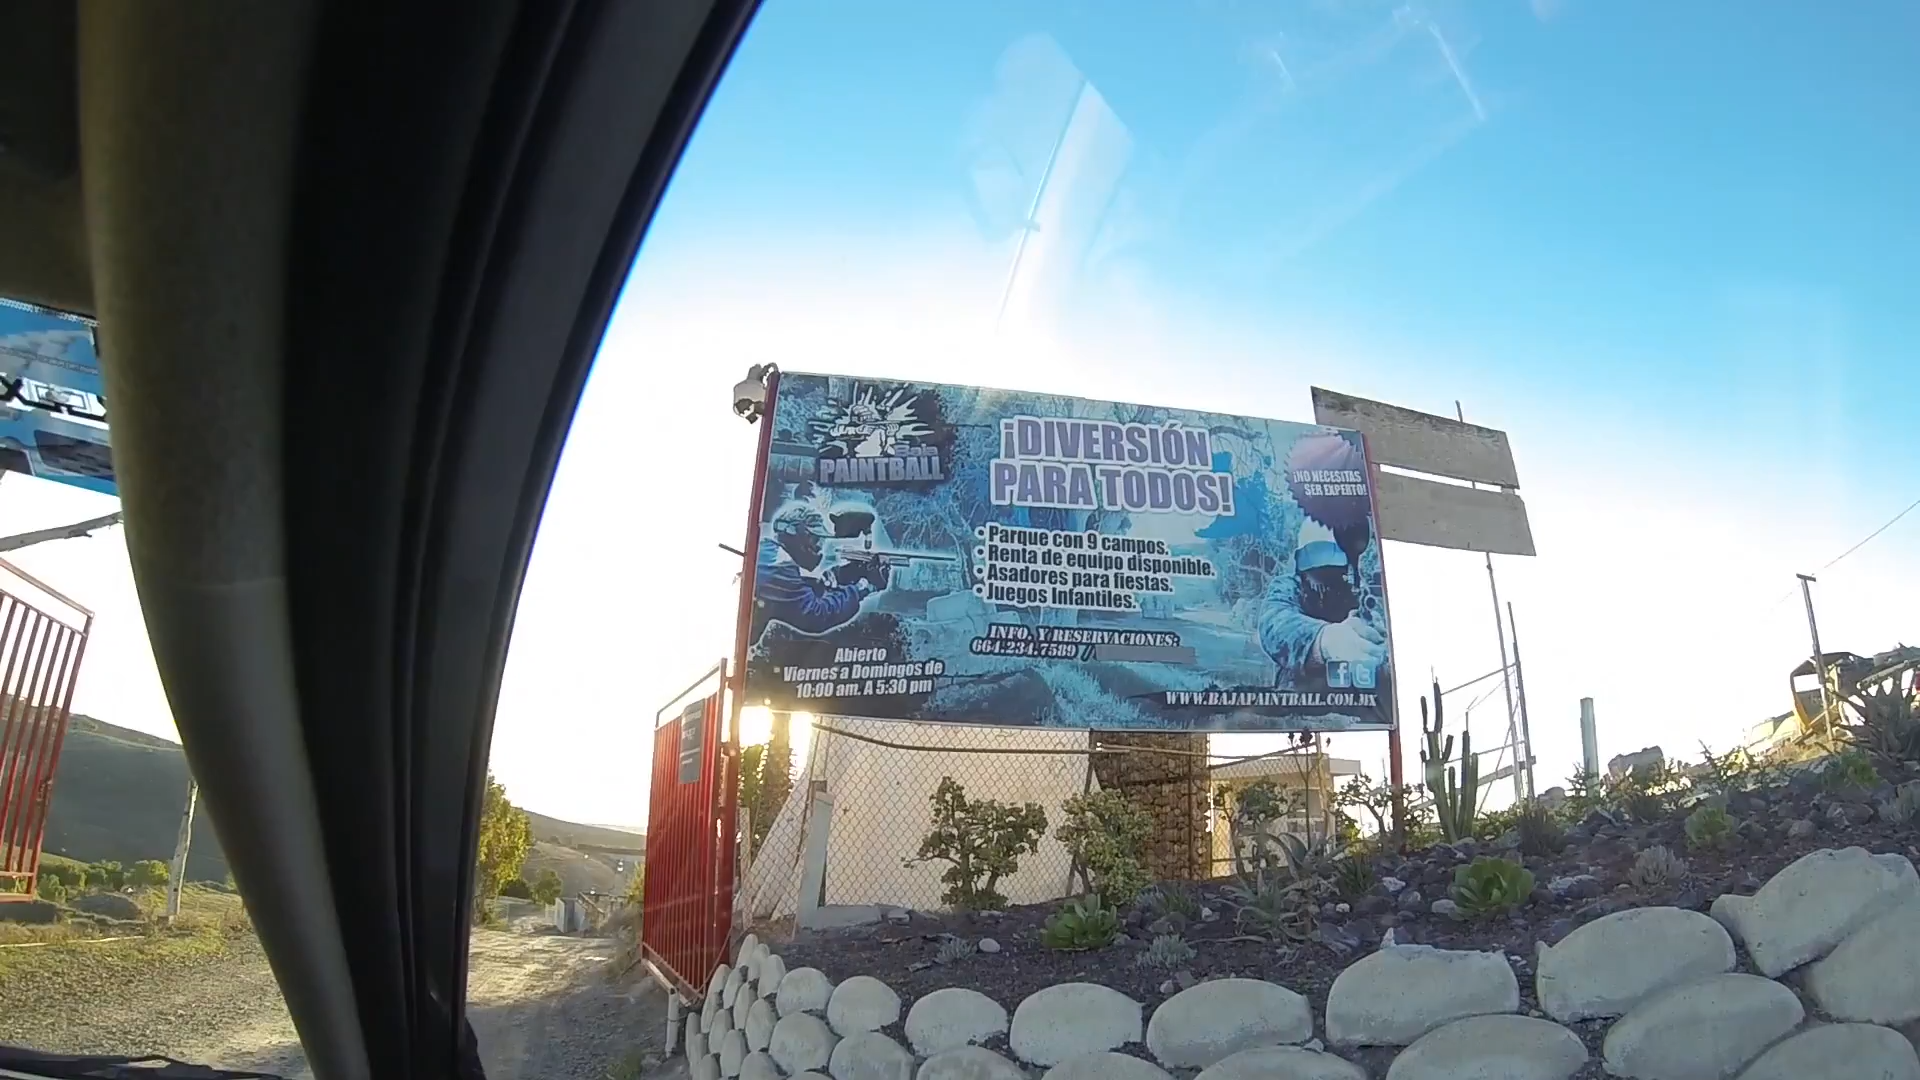 Baja
PAINTBALL
¡DIVERSIÓN
PARA TODOS!
¡NO NECESITAS
SER EXPERTO!
• Parque con 9 campos.
• Renta de equipo disponible.
• Asadores para fiestas.
• Juegos Infantiles.
INFO. Y RESERVACIONES:
664.234.7589 /
Abierto
Viernes a Domingos de
10:00 am. A 5:30 pm
WWW.BAJAPAINTBALL.COM.MX